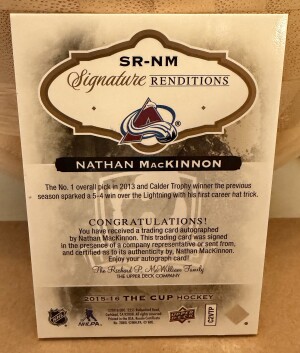 SR-NM
Signature RENDITIONS
NATHAN MacKINNON
The No. 1 overall pick in 2013 and Calder Trophy winner the previous
season sparked a 5-4 win over the Lightning with his first career hat trick.
CONGRATULATIONS!
You have received a trading card autographed
by Nathan MacKinnon. This trading card was signed
in the presence of a company representative or sent from,
and certified as to its authenticity by, Nathan MacKinnon.
Enjoy your autograph card!
The Richard P. McWilliam Family
THE UPPER DECK COMPANY
2015-16 THE CUP HOCKEY
NHL
NHLPA
UPPER DECK